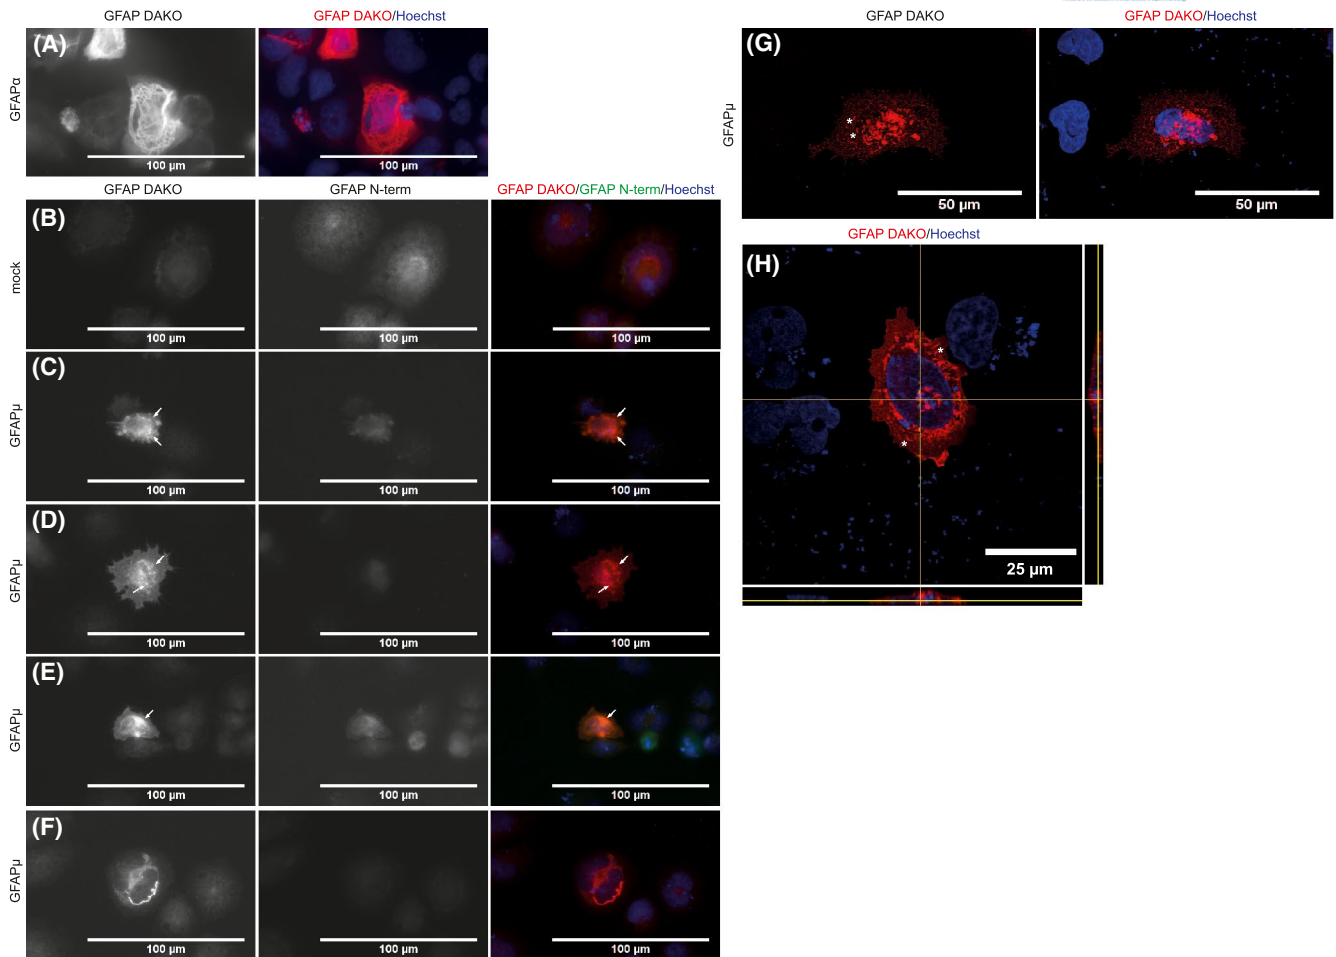 GFAP DAKO
GFAP DAKO/Hoechst
(A)
GFAPα
100 µm
100 µm
GFAP DAKO
GFAP N-term
GFAP DAKO/GFAP N-term/Hoechst
(B)
mock
100 µm
100 µm
100 µm
(C)
GFAPµ
100 µm
100 µm
100 µm
(D)
GFAPµ
100 µm
100 µm
100 µm
(E)
GFAPµ
100 µm
100 µm
100 µm
(F)
GFAPµ
100 µm
100 µm
100 µm
GFAP DAKO
GFAP DAKO/Hoechst
(G)
GFAPµ
*
*
50 µm
50 µm
GFAP DAKO/Hoechst
(H)
*
*
25 µm